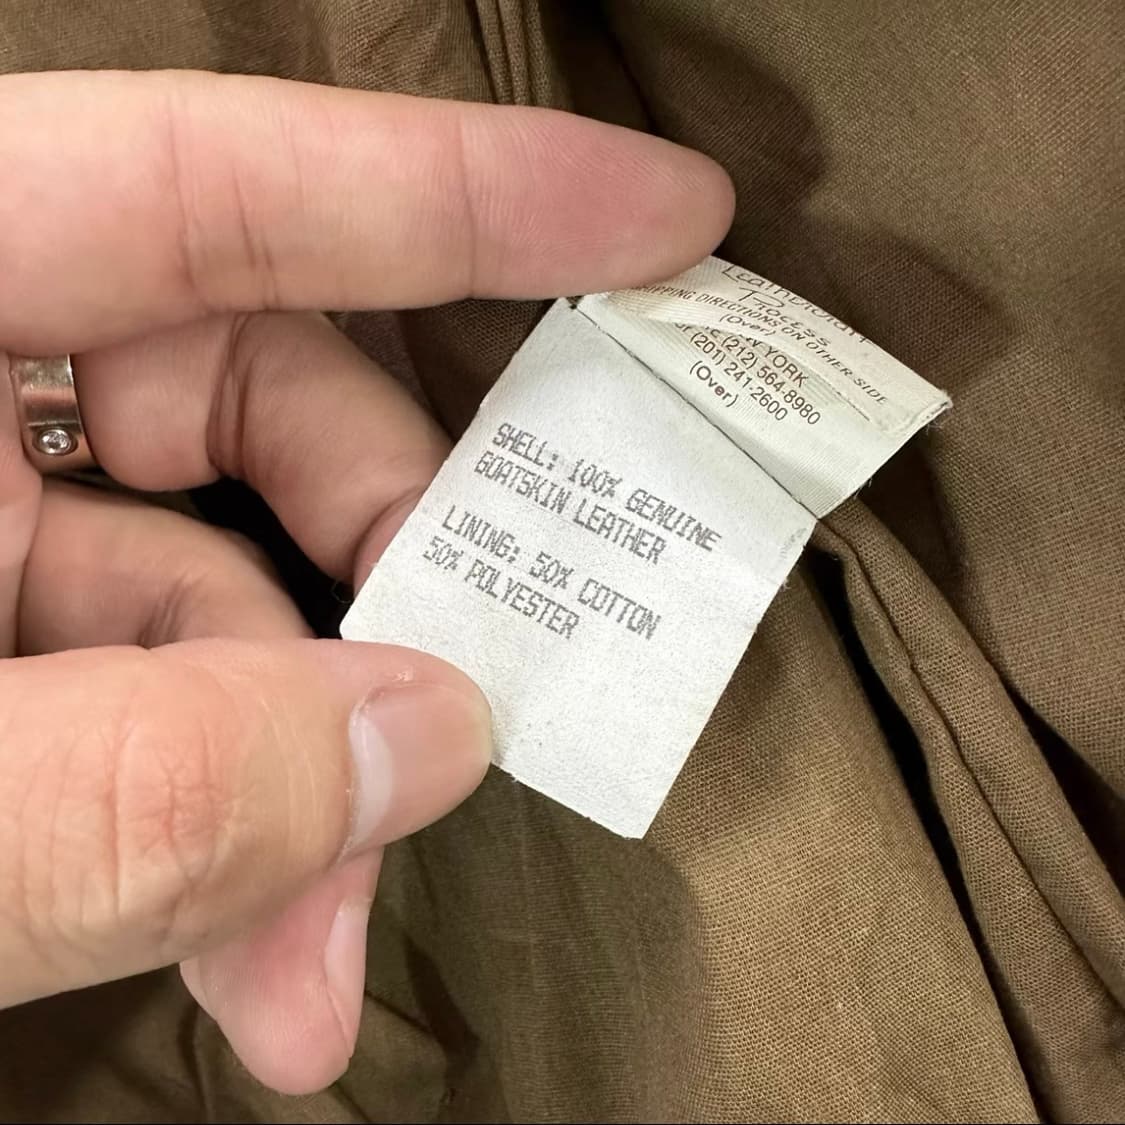 Process
SHIPPING DIRECTIONS ON OTHER SIDE
(Over)
YORK
(212) 564-8980
(201) 241-2600
(Over)
SHELL: 100% GENUINE
GOATSKIN LEATHER
LINING: 50% COTTON
50% POLYESTER